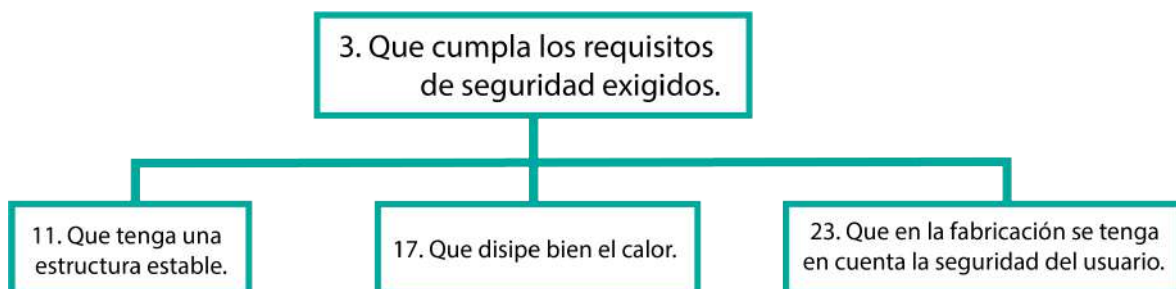 3. Que cumpla los requisitos
de seguridad exigidos.
11. Que tenga una
estructura estable.
17. Que disipe bien el calor.
23. Que en la fabricación se tenga
en cuenta la seguridad del usuario.